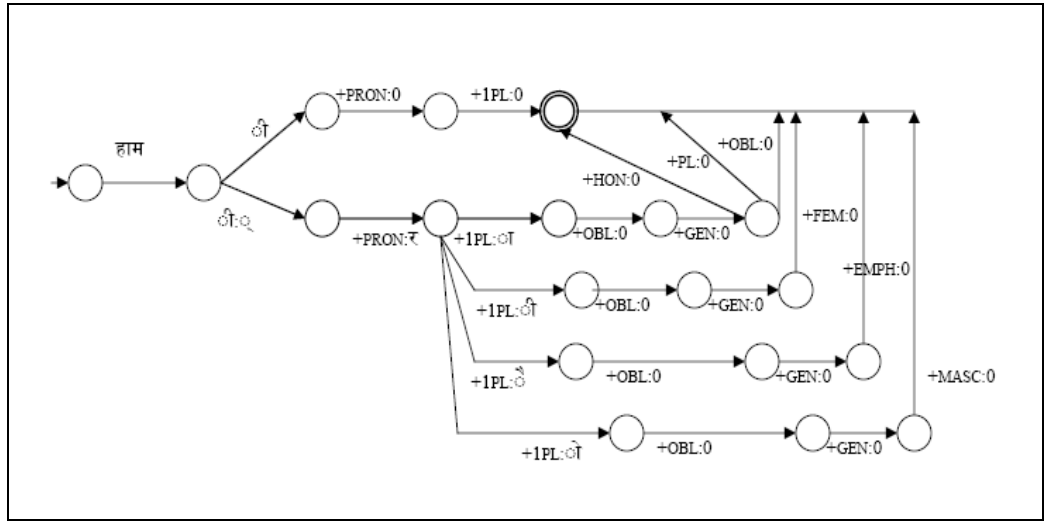 +PRON:0
+1PL:0
हाम
ी
+OBL:0
+PL:0
+HON:0
ी:्
+FEM:0
+PRON:र
+1PL:ा
+OBL:0
+GEN:0
+EMPH:0
+1PL:ी
+OBL:0
+GEN:0
+1PL:ै
+OBL:0
+GEN:0
+MASC:0
+1PL:ो
+OBL:0
+GEN:0